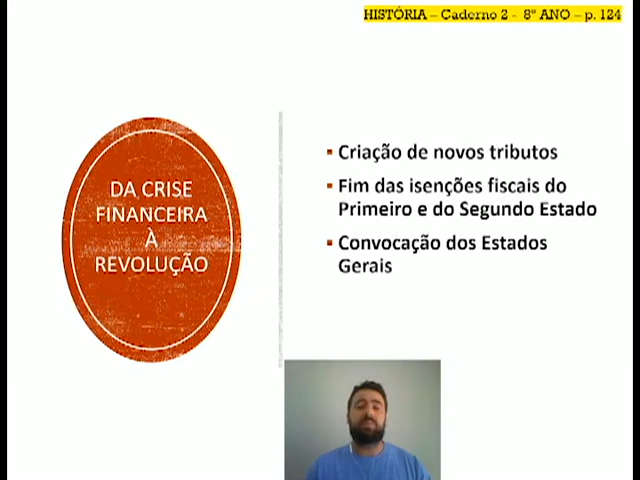 HISTÓRIA – Caderno 2 - 8º ANO – p. 124
DA CRISE
FINANCEIRA
À
REVOLUÇÃO
Criação de novos tributos
Fim das isenções fiscais do
Primeiro e do Segundo Estado
Convocação dos Estados
Gerais